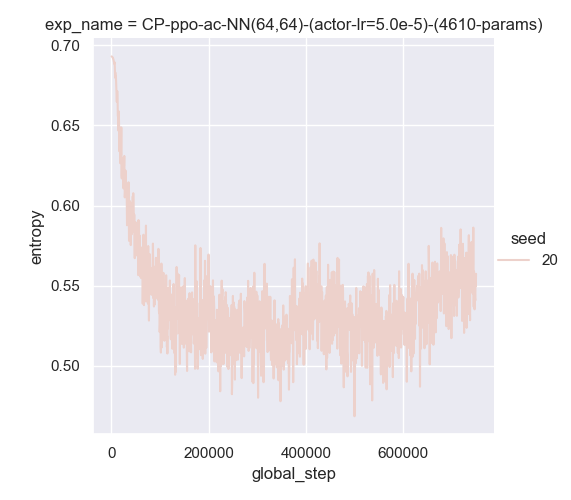 exp_name = CP-ppo-ac-NN(64,64)-(actor-lr=5.0e-5)-(4610-params)
0.70
0.65
0.60
0.55
0.50
entropy
0 200000 400000 600000
global_step
seed
20